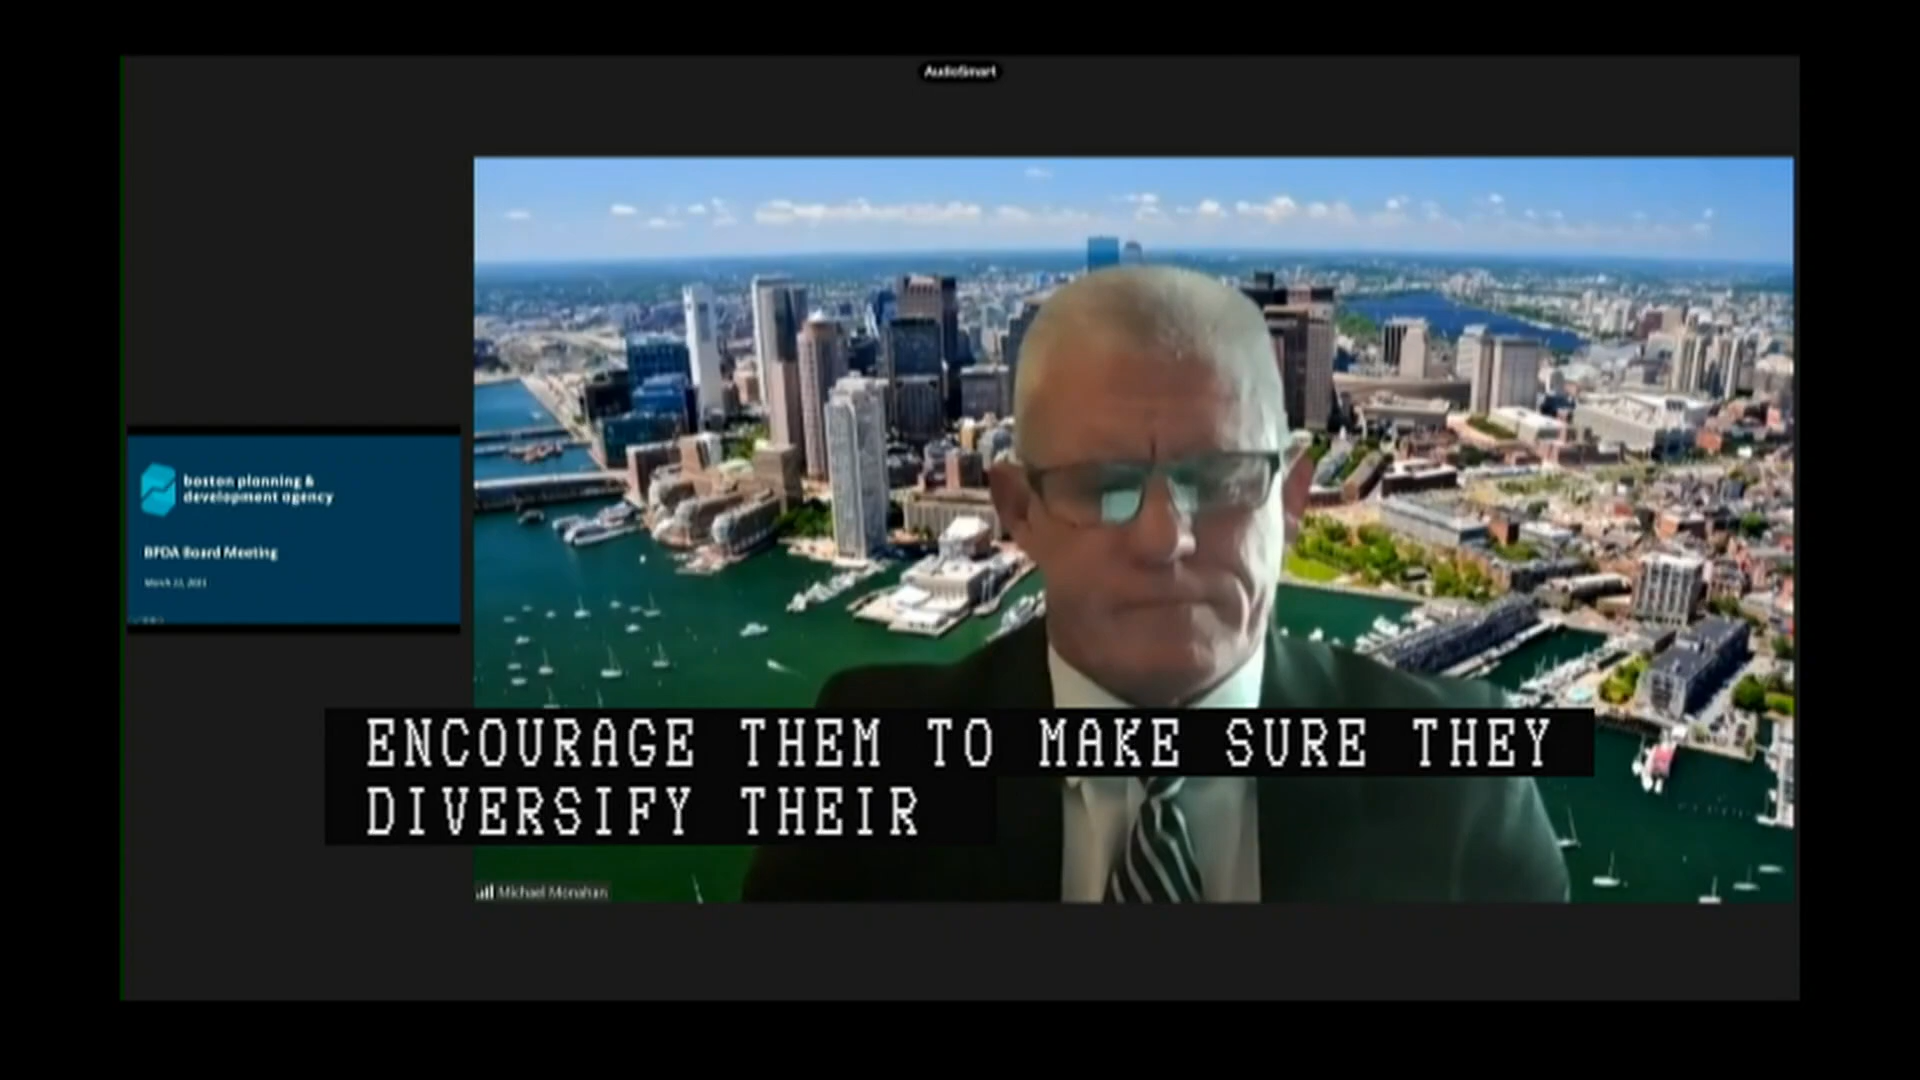 AudioSmart
boston planning &
development agency
BPDA Board Meeting
ENCOURAGE THEM TO MAKE SURE THEY
DIVERSIFY THEIR
Michael Monahan